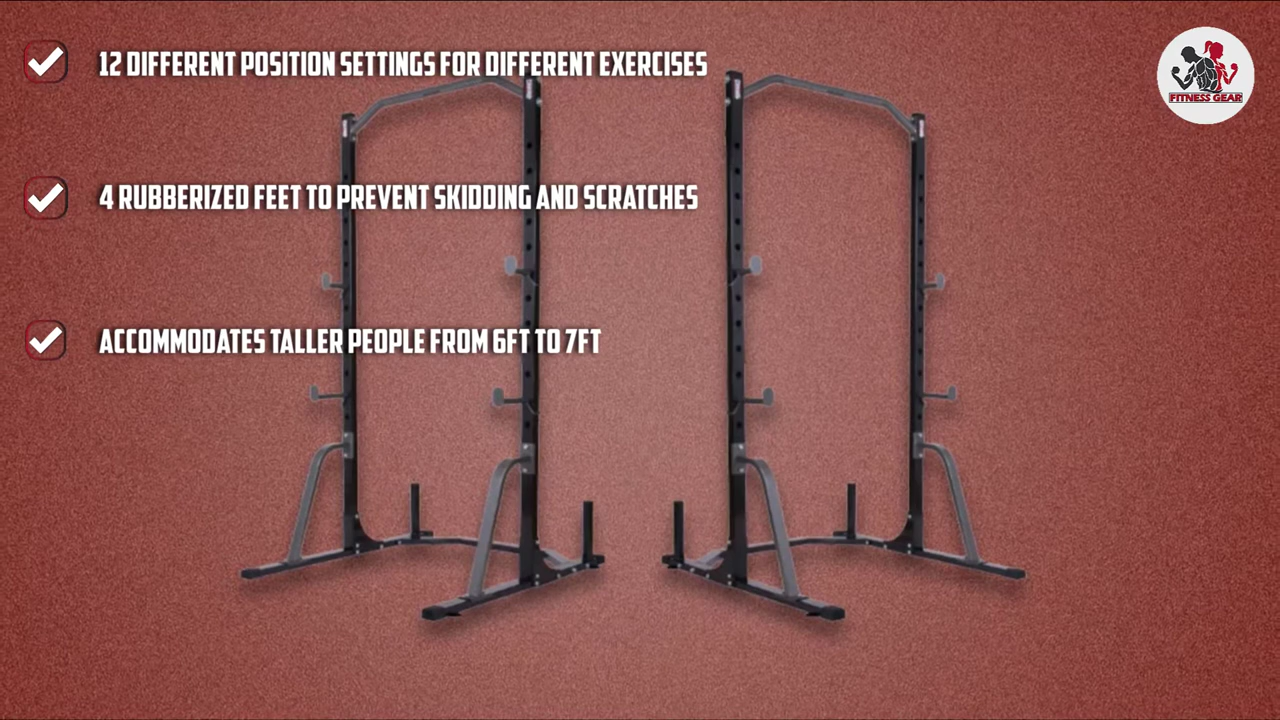 12 DIFFERENT POSITION SETTINGS FOR DIFFERENT EXERCISES
FITNESS GEAR
4 RUBBERIZED FEET TO PREVENT SKIDDING AND SCRATCHES
ACCOMMODATES TALLER PEOPLE FROM 6FT TO 7FT